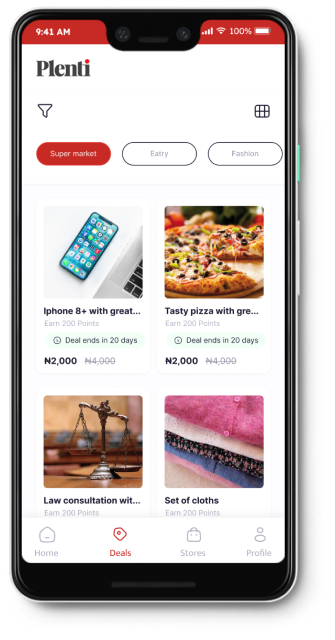 9:41 AM 100%
Plenti
Super market Eatry Fashion
Iphone 8+ with great... Tasty pizza with gre...
Earn 200 Points Earn 200 Points
Deal ends in 20 days Deal ends in 20 days
₦2,000 ₦4,000 ₦2,000 ₦4,000
Law consultation wit... Set of cloths
Earn 200 Points Earn 200 Points
Home Deals Stores Profile